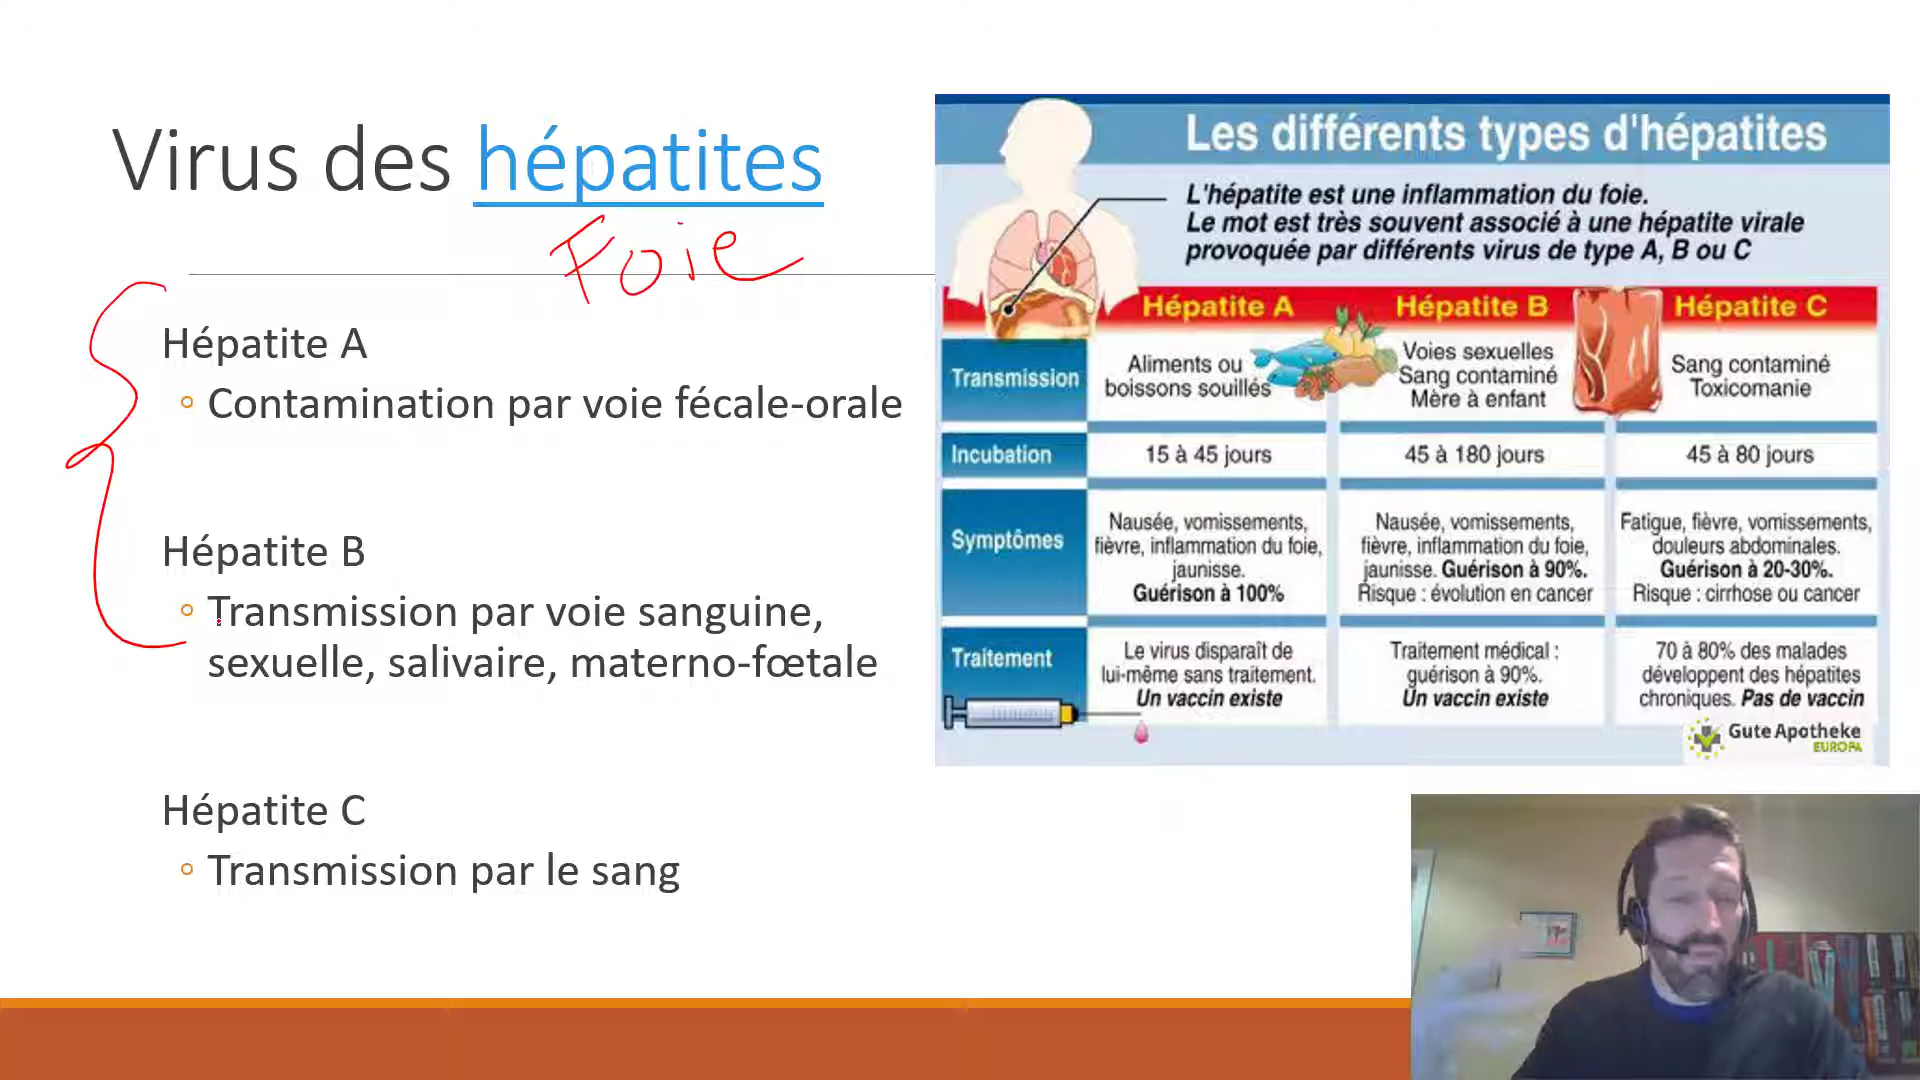 Virus des hépatites
Foie
Hépatite A
Contamination par voie fécale-orale
Hépatite B
Transmission par voie sanguine,
sexuelle, salivaire, materno-fœtale
Hépatite C
Transmission par le sang
Les différents types d'hépatites
L'hépatite est une inflammation du foie.
Le mot est très souvent associé à une hépatite virale
provoquée par différents virus de type A, B ou C
Hépatite A
Hépatite B
Hépatite C
Transmission
Aliments ou
boissons souillés
Voies sexuelles
Sang contaminé
Mère à enfant
Sang contaminé
Toxicomanie
Incubation
15 à 45 jours
45 à 180 jours
45 à 80 jours
Symptômes
Nausée, vomissements,
fièvre, inflammation du foie,
jaunisse.
Guérison à 100%
Nausée, vomissements,
fièvre, inflammation du foie,
jaunisse. Guérison à 90%.
Risque : évolution en cancer
Fatigue, fièvre, vomissements,
douleurs abdominales.
Guérison à 20-30%.
Risque : cirrhose ou cancer
Traitement
Le virus disparaît de
lui-même sans traitement.
Un vaccin existe
Traitement médical :
guérison à 90%.
Un vaccin existe
70 à 80% des malades
développent des hépatites
chroniques. Pas de vaccin
Gute Apotheke
EUROPA